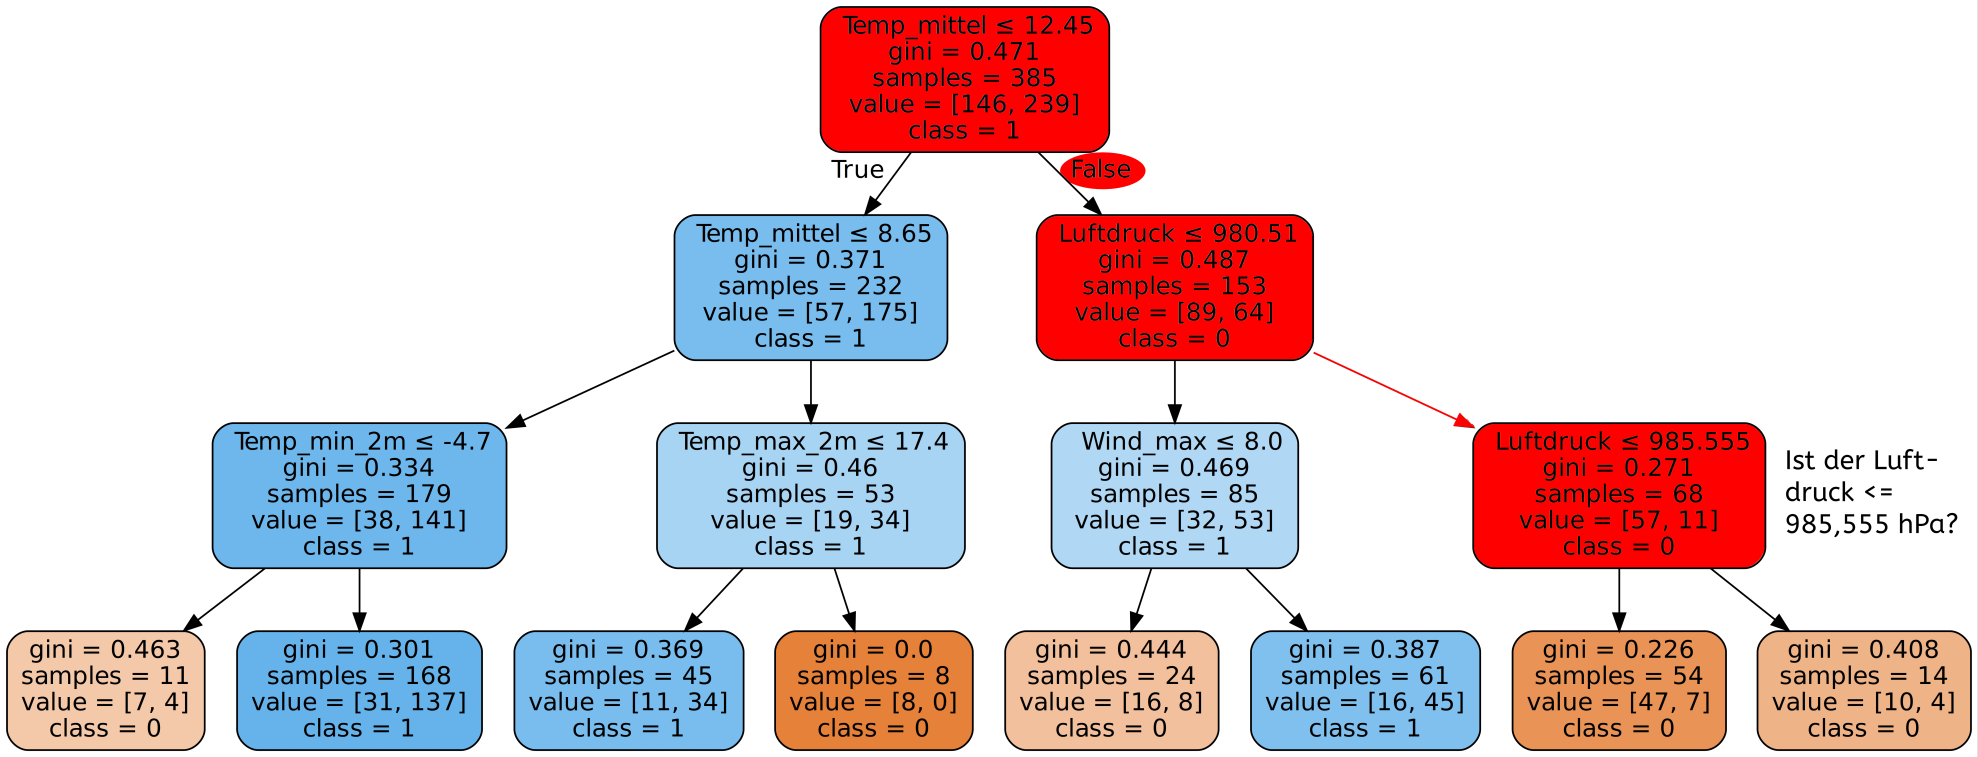 Temp_mittel ≤ 12.45
gini = 0.471
samples = 385
value = [146, 239]
class = 1
True
False
Temp_mittel ≤ 8.65
gini = 0.371
samples = 232
value = [57, 175]
class = 1
Luftdruck ≤ 980.51
gini = 0.487
samples = 153
value = [89, 64]
class = 0
Temp_min_2m ≤ -4.7
gini = 0.334
samples = 179
value = [38, 141]
class = 1
Temp_max_2m ≤ 17.4
gini = 0.46
samples = 53
value = [19, 34]
class = 1
Wind_max ≤ 8.0
gini = 0.469
samples = 85
value = [32, 53]
class = 1
Luftdruck ≤ 985.555
gini = 0.271
samples = 68
value = [57, 11]
class = 0
Ist der Luft-
druck <=
985,555 hPa?
gini = 0.463
samples = 11
value = [7, 4]
class = 0
gini = 0.301
samples = 168
value = [31, 137]
class = 1
gini = 0.369
samples = 45
value = [11, 34]
class = 1
gini = 0.0
samples = 8
value = [8, 0]
class = 0
gini = 0.444
samples = 24
value = [16, 8]
class = 0
gini = 0.387
samples = 61
value = [16, 45]
class = 1
gini = 0.226
samples = 54
value = [47, 7]
class = 0
gini = 0.408
samples = 14
value = [10, 4]
class = 0